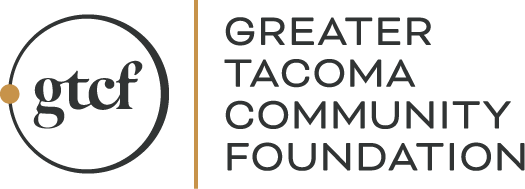 gtcf
GREATER
TACOMA
COMMUNITY
FOUNDATION